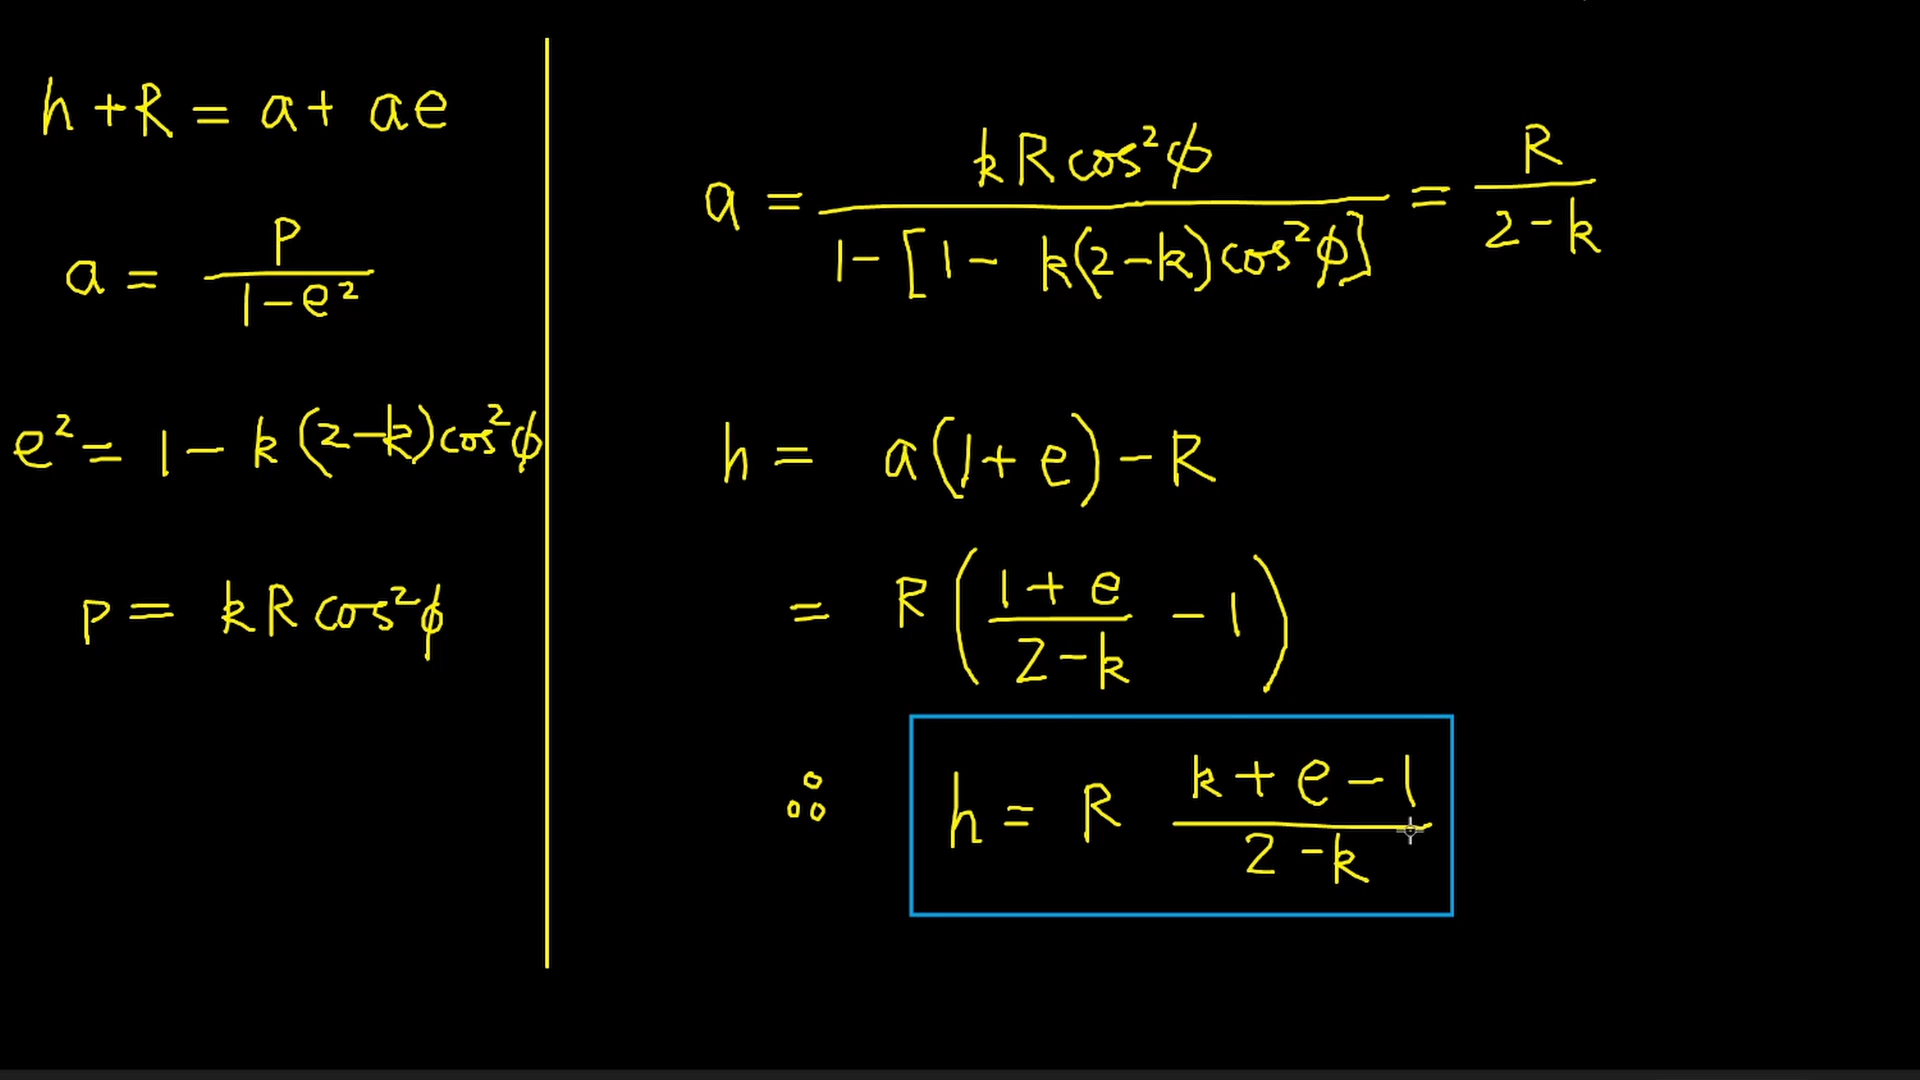 h + R = a + ae
a = p / (1 - e²)
e² = 1 - k(2-k)cos²ϕ
p = kR cos²ϕ
a = kR cos²ϕ / (1 - [1 - k(2-k)cos²ϕ]) = R / (2-k)
h = a(1 + e) - R
= R((1 + e)/(2-k) - 1)
∴ h = R (k + e - 1)/(2-k)